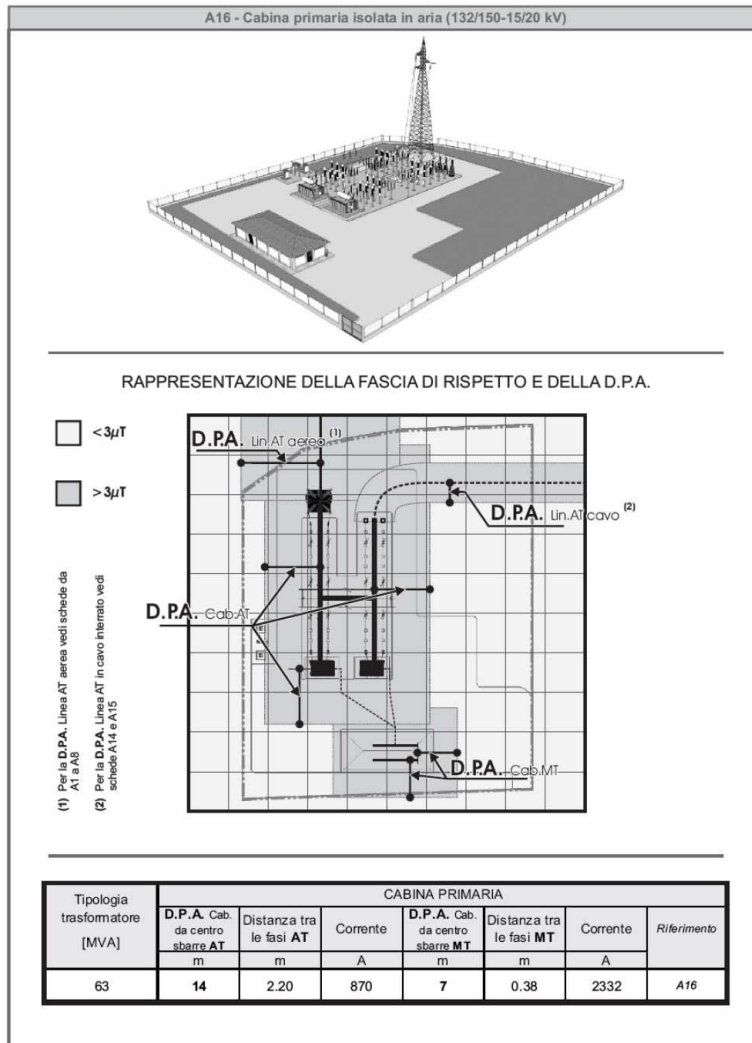 A16 - Cabina primaria isolata in aria (132/150-15/20 kV)
RAPPRESENTAZIONE DELLA FASCIA DI RISPETTO E DELLA D.P.A.
<3µT
>3µT
D.P.A. Lin.AT aerea (1)
D.P.A. Lin.AT cavo (2)
D.P.A. Cab.AT
D.P.A. Cab.MT
(1) Per la D.P.A. Linea AT aerea vedi schede da
A1 a A8
(2) Per la D.P.A. Linea AT in cavo interrato vedi
schede A14 e A15
Tipologia
trasformatore
[MVA]
CABINA PRIMARIA
D.P.A. Cab.
da centro
sbarre AT
Distanza tra
le fasi AT
Corrente
D.P.A. Cab.
da centro
sbarre MT
Distanza tra
le fasi MT
Corrente
Riferimento
m m A m m A
63 14 2.20 870 7 0.38 2332 A16